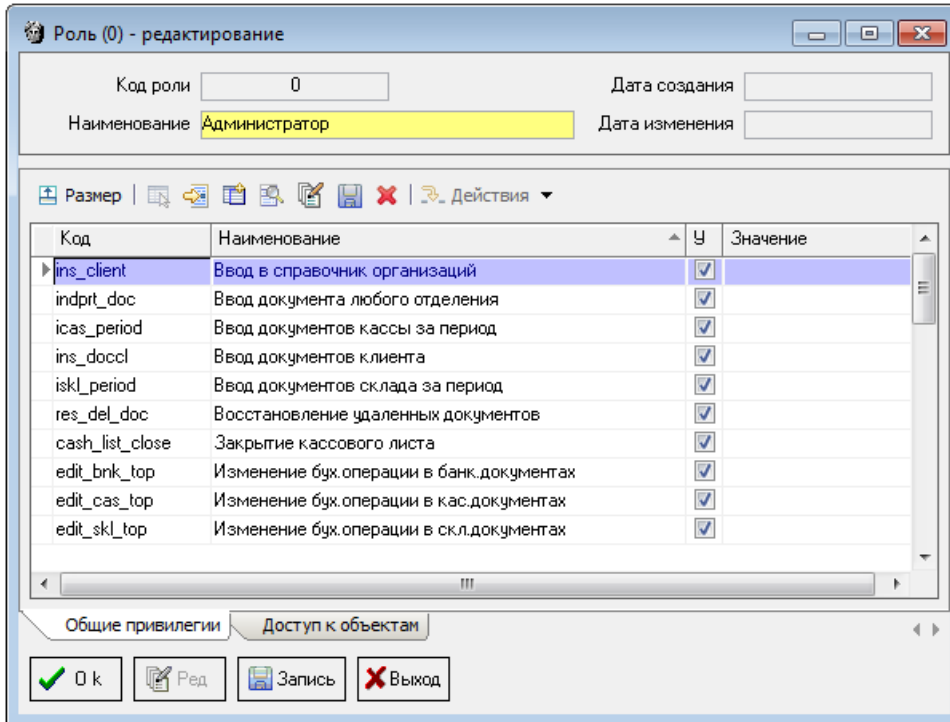 Роль (0) - редактирование
Код роли 0 Дата создания
Наименование Администратор Дата изменения
Размер Действия
Код Наименование У Значение
ins_client Ввод в справочник организаций
indprt_doc Ввод документа любого отделения
icas_period Ввод документов кассы за период
ins_doccl Ввод документов клиента
iskl_period Ввод документов склада за период
res_del_doc Восстановление удаленных документов
cash_list_close Закрытие кассового листа
edit_bnk_top Изменение бух.операции в банк.документах
edit_cas_top Изменение бух.операции в кас.документах
edit_skl_top Изменение бух.операции в скл.документах
Общие привилегии Доступ к объектам
Ok Ред Запись Выход